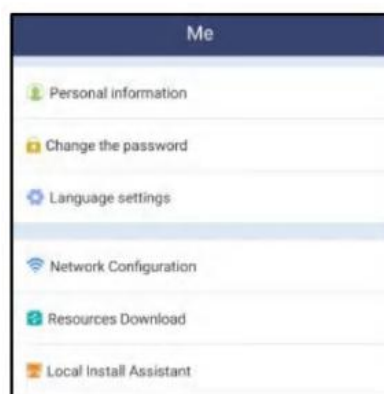 Me
Personal information
Change the password
Language settings
Network Configuration
Resources Download
Local Install Assistant